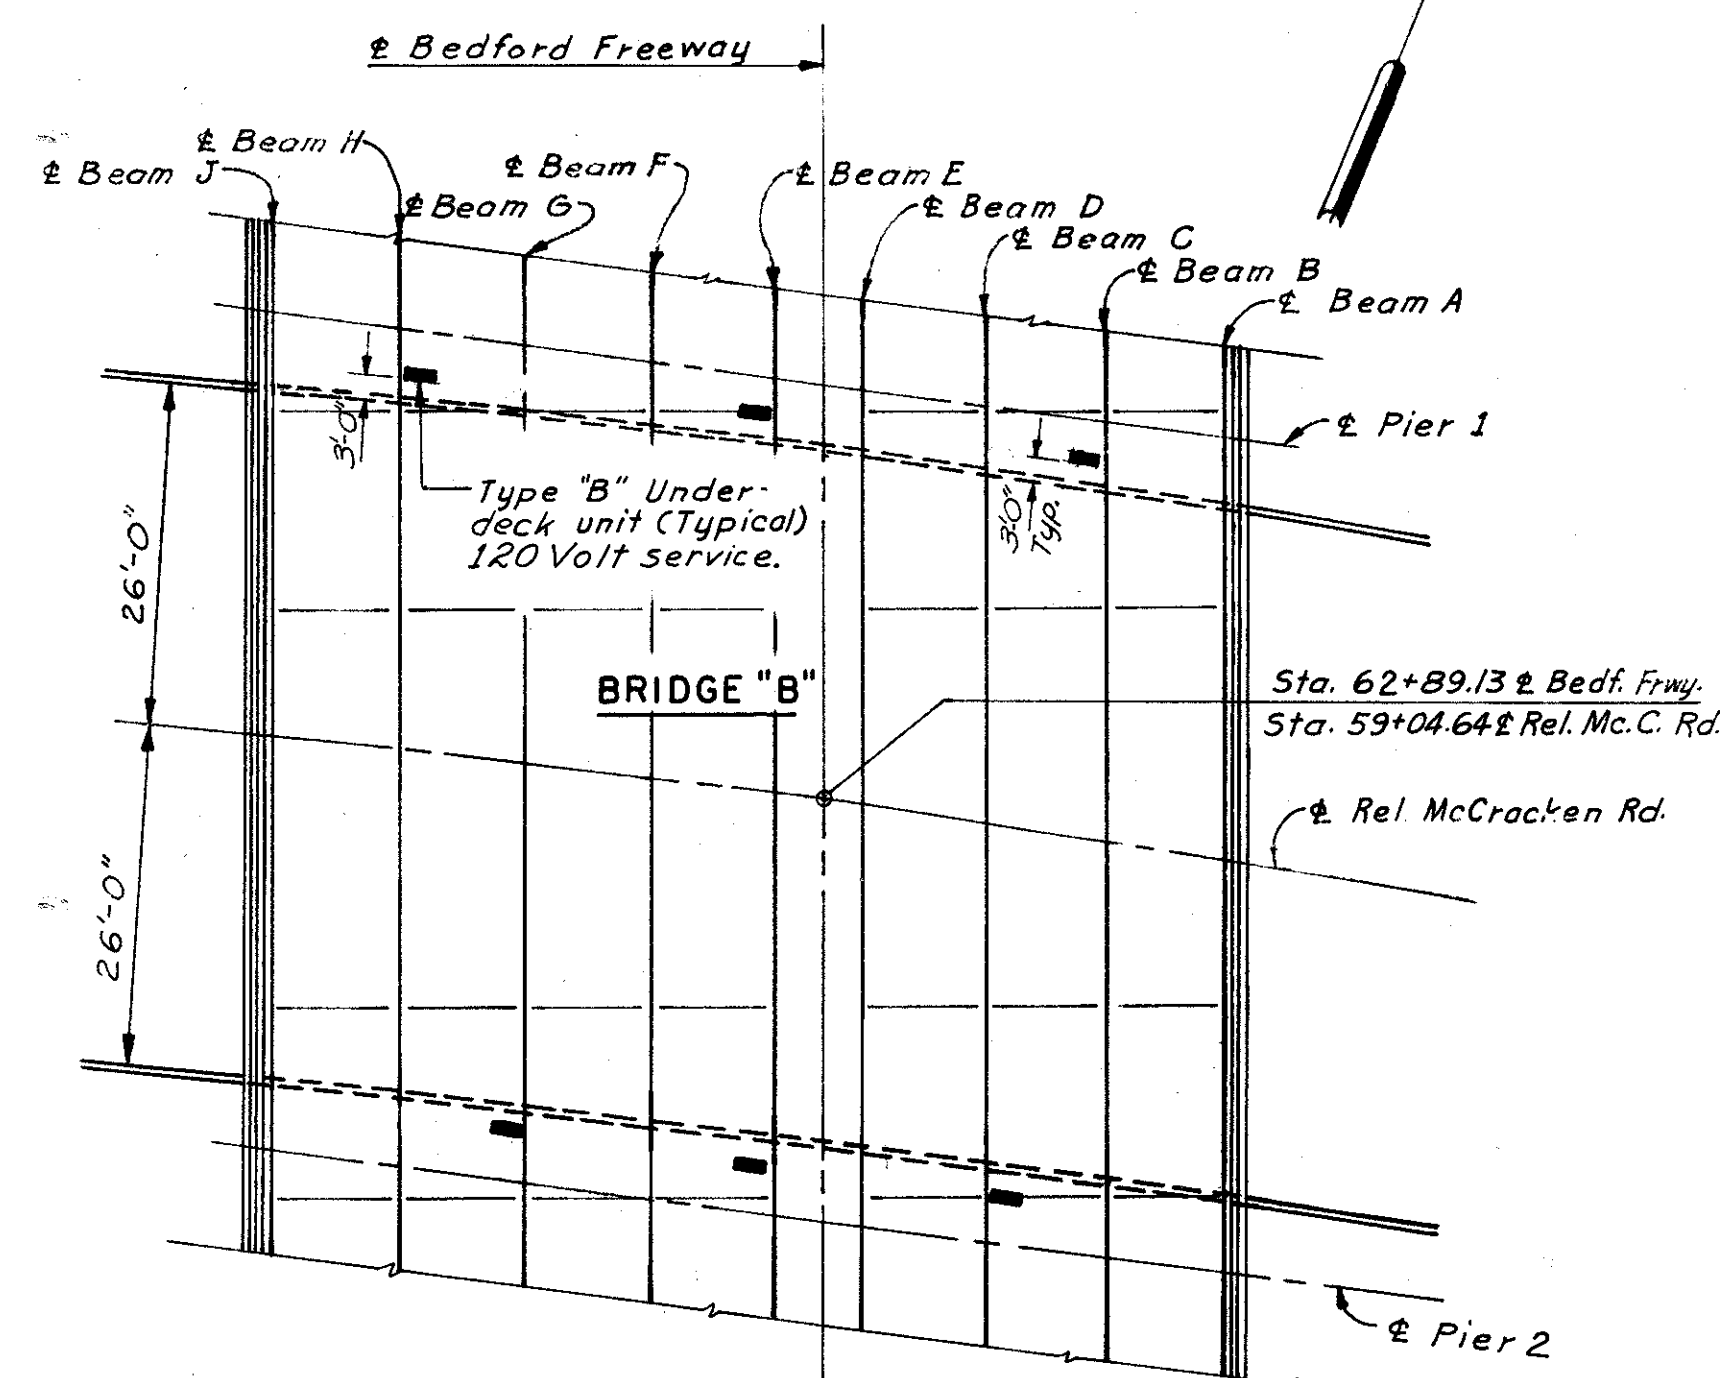 ℄ Bedford Freeway
℄ Beam H
℄ Beam J
℄ Beam F
℄ Beam G
℄ Beam E
℄ Beam D
℄ Beam C
℄ Beam B
℄ Beam A
℄ Pier 1
3'-0"
Type "B" Under-
deck unit (Typical)
120 Volt service.
3'-0"
Typ.
26'-0"
BRIDGE "B"
Sta. 62+89.13 ℄ Bedf. Frwy.
Sta. 59+04.64 ℄ Rel. Mc.C. Rd.
℄ Rel. McCracken Rd.
26'-0"
℄ Pier 2